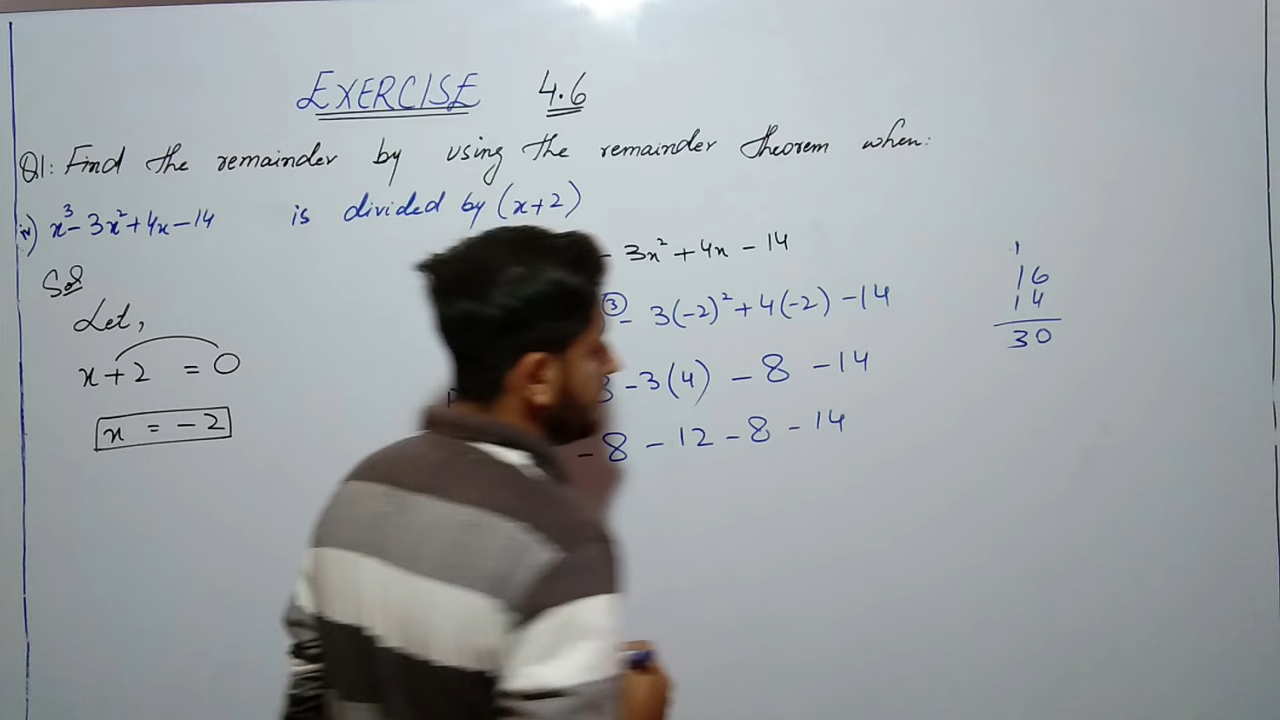 EXERCISE 4.6
Q1: Find the remainder by using the remainder theorem when:
iv) x³- 3x²+4x-14 is divided by (x+2)
Sol
Let,
x+2 = 0
x = -2
- 3x² + 4x - 14
③ - 3(-2)² + 4(-2) - 14
-3(4) - 8 - 14
-8 - 12 - 8 - 14
1
16
14
30